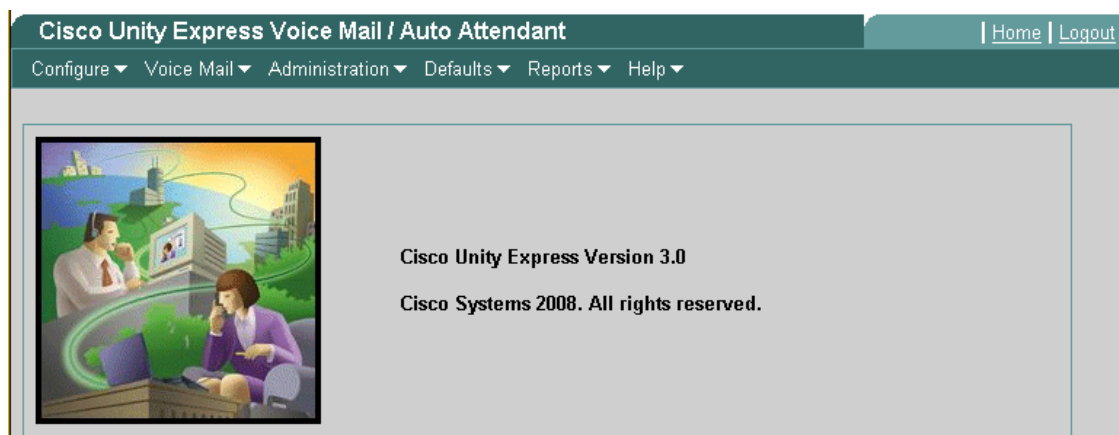 Cisco Unity Express Voice Mail / Auto Attendant
Home | Logout
Configure Voice Mail Administration Defaults Reports Help
Cisco Unity Express Version 3.0
Cisco Systems 2008. All rights reserved.